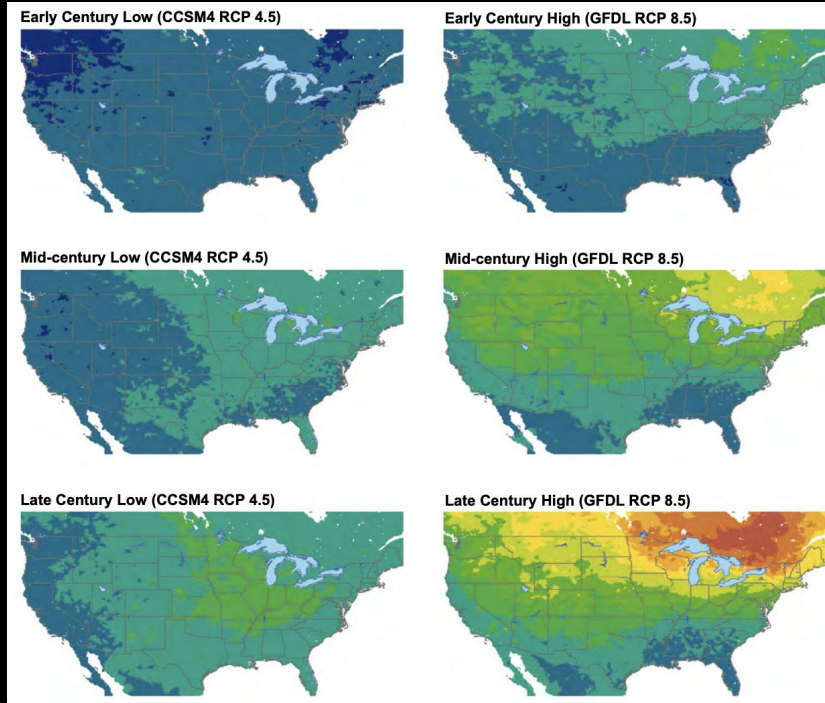 Early Century Low (CCSM4 RCP 4.5)
Early Century High (GFDL RCP 8.5)
Mid-century Low (CCSM4 RCP 4.5)
Mid-century High (GFDL RCP 8.5)
Late Century Low (CCSM4 RCP 4.5)
Late Century High (GFDL RCP 8.5)